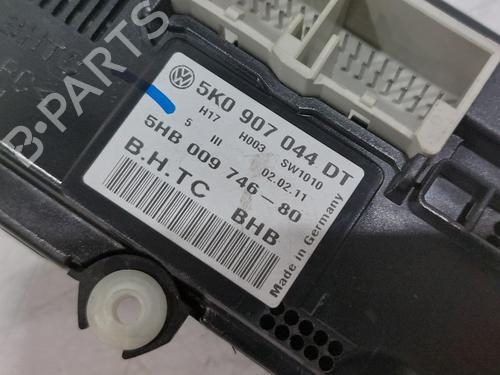 B-PARTS
5K0 907 044 DT
H17 H003 SW1010
5 III 02.02.11
5HB 009 746-80
B.H.TC BHB
Made in Germany